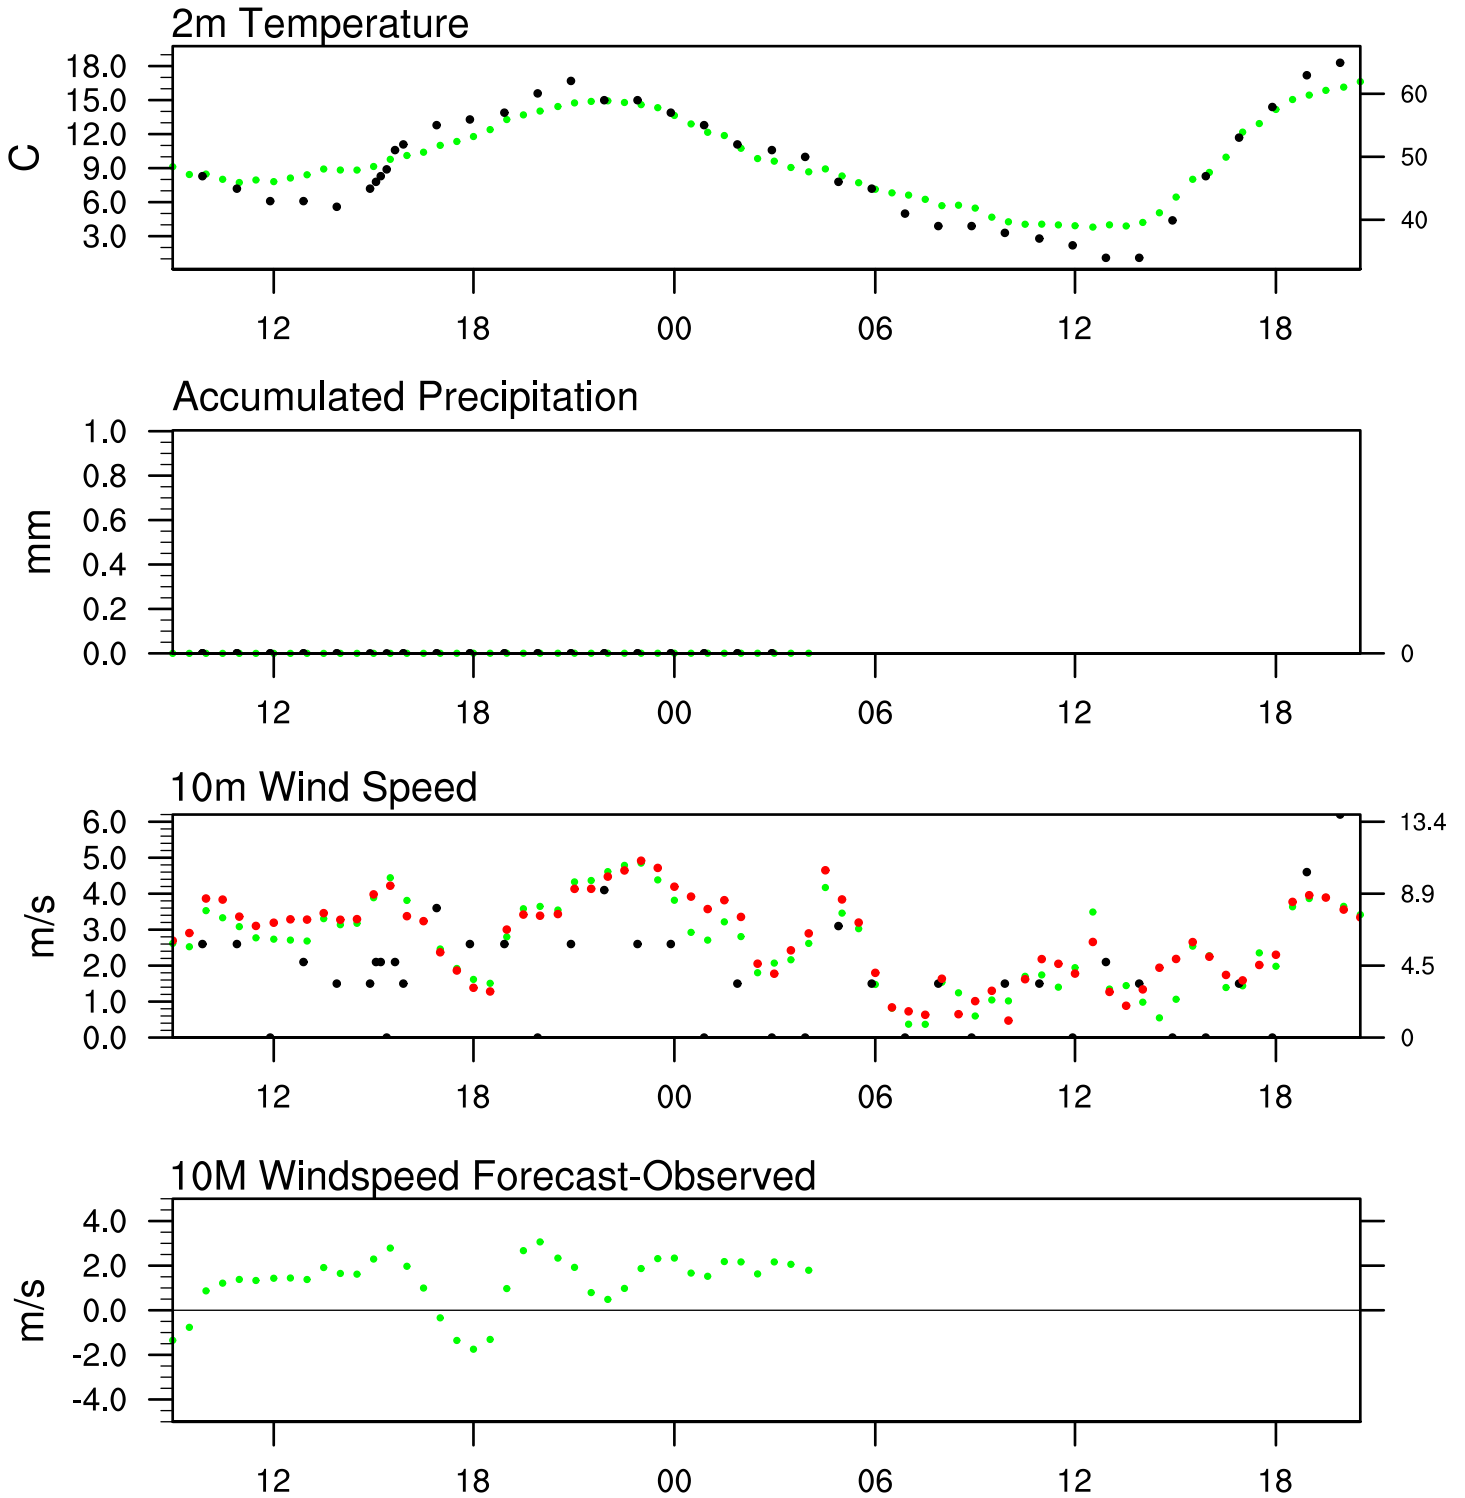 2m Temperature
18.0
15.0
12.0
9.0
6.0
3.0
C
60
50
40
12 18 00 06 12 18
Accumulated Precipitation
1.0
0.8
0.6
0.4
0.2
0.0
mm
0
12 18 00 06 12 18
10m Wind Speed
6.0
5.0
4.0
3.0
2.0
1.0
0.0
m/s
13.4
8.9
4.5
0
12 18 00 06 12 18
10M Windspeed Forecast-Observed
4.0
2.0
0.0
-2.0
-4.0
m/s
12 18 00 06 12 18